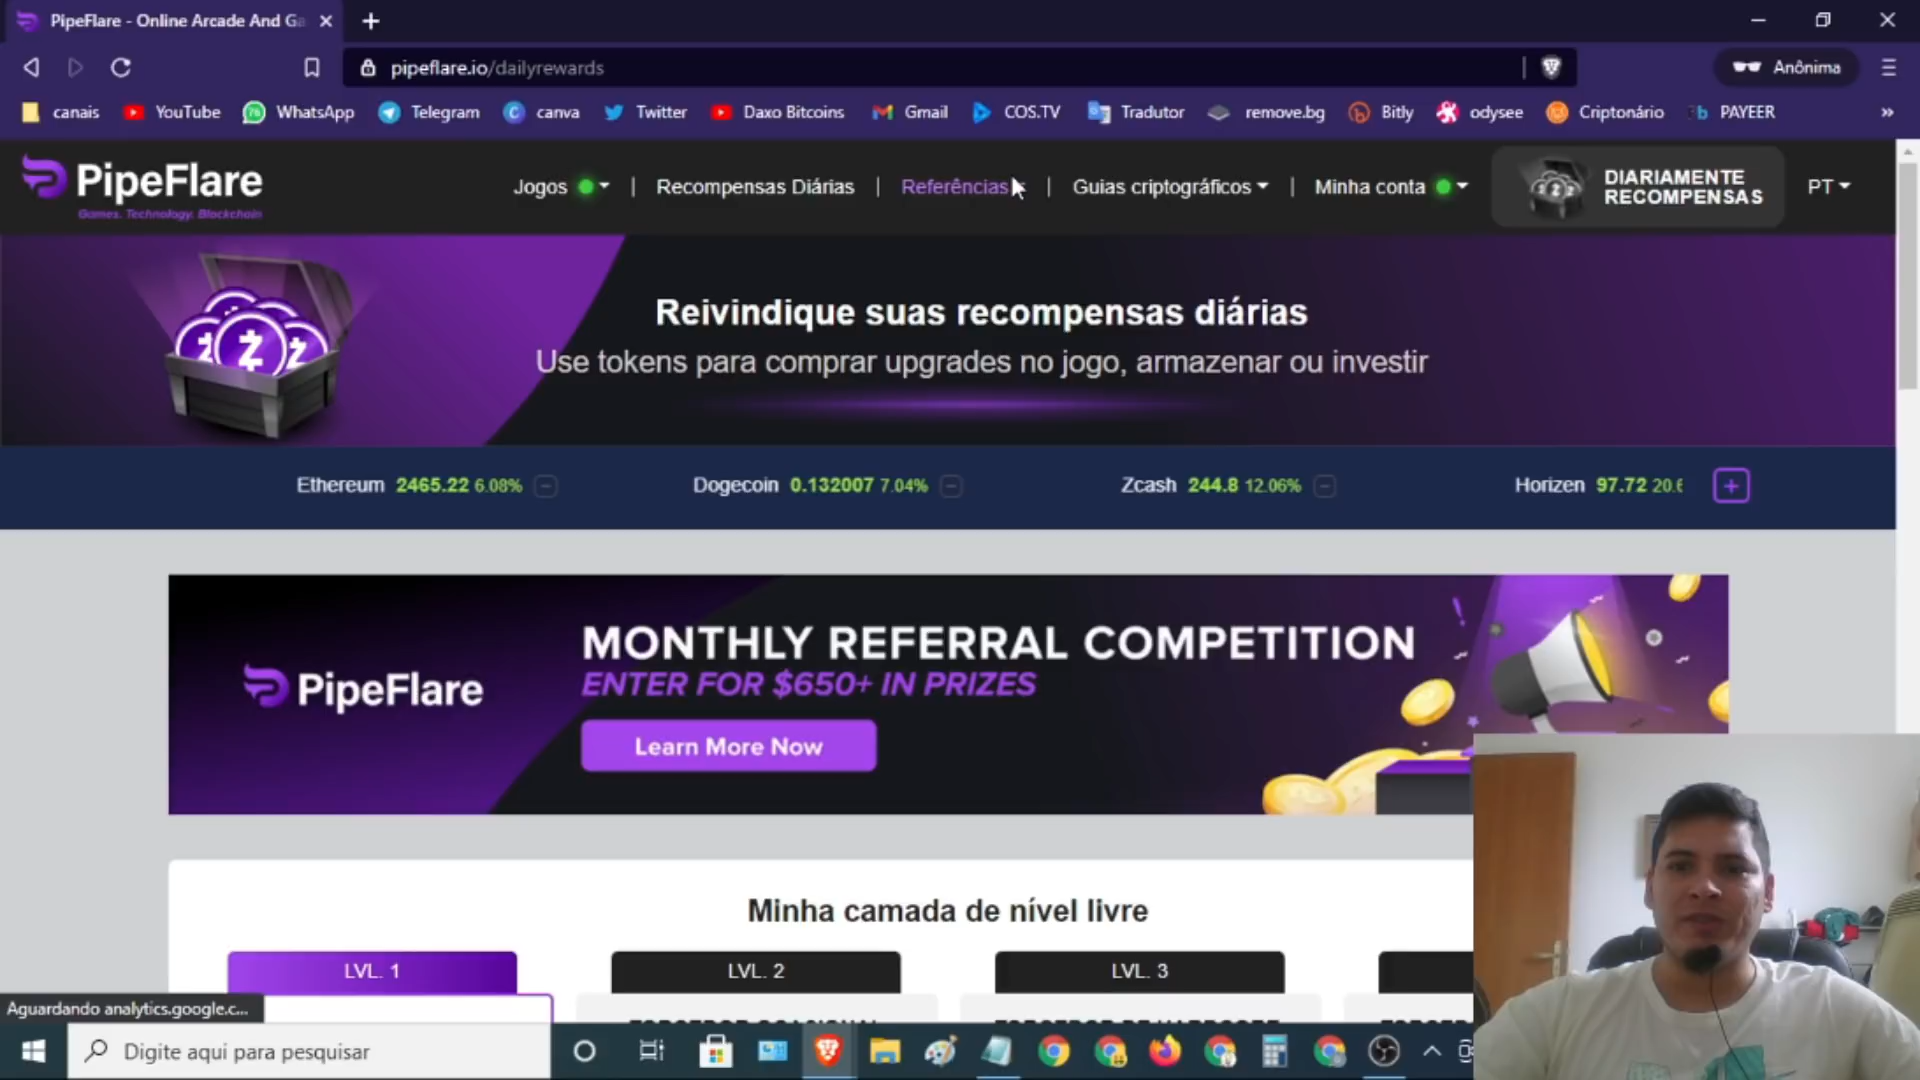 PipeFlare - Online Arcade And Ga
pipeflare.io/dailyrewards
Anônima
canais
YouTube
WhatsApp
Telegram
canva
Twitter
Daxo Bitcoins
Gmail
COS.TV
Tradutor
remove.bg
Bitly
odysee
Criptonário
PAYEER
PipeFlare
Games. Technology. Blockchain
Jogos
Recompensas Diárias
Referências
Guias criptográficos
Minha conta
DIARIAMENTE
RECOMPENSAS
PT
Reivindique suas recompensas diárias
Use tokens para comprar upgrades no jogo, armazenar ou investir
Ethereum 2465.22 6.08%
Dogecoin 0.132007 7.04%
Zcash 244.8 12.06%
Horizen 97.72 20.6
PipeFlare
MONTHLY REFERRAL COMPETITION
ENTER FOR $650+ IN PRIZES
Learn More Now
Minha camada de nível livre
LVL. 1
LVL. 2
LVL. 3
Aguardando analytics.google.c...
Digite aqui para pesquisar